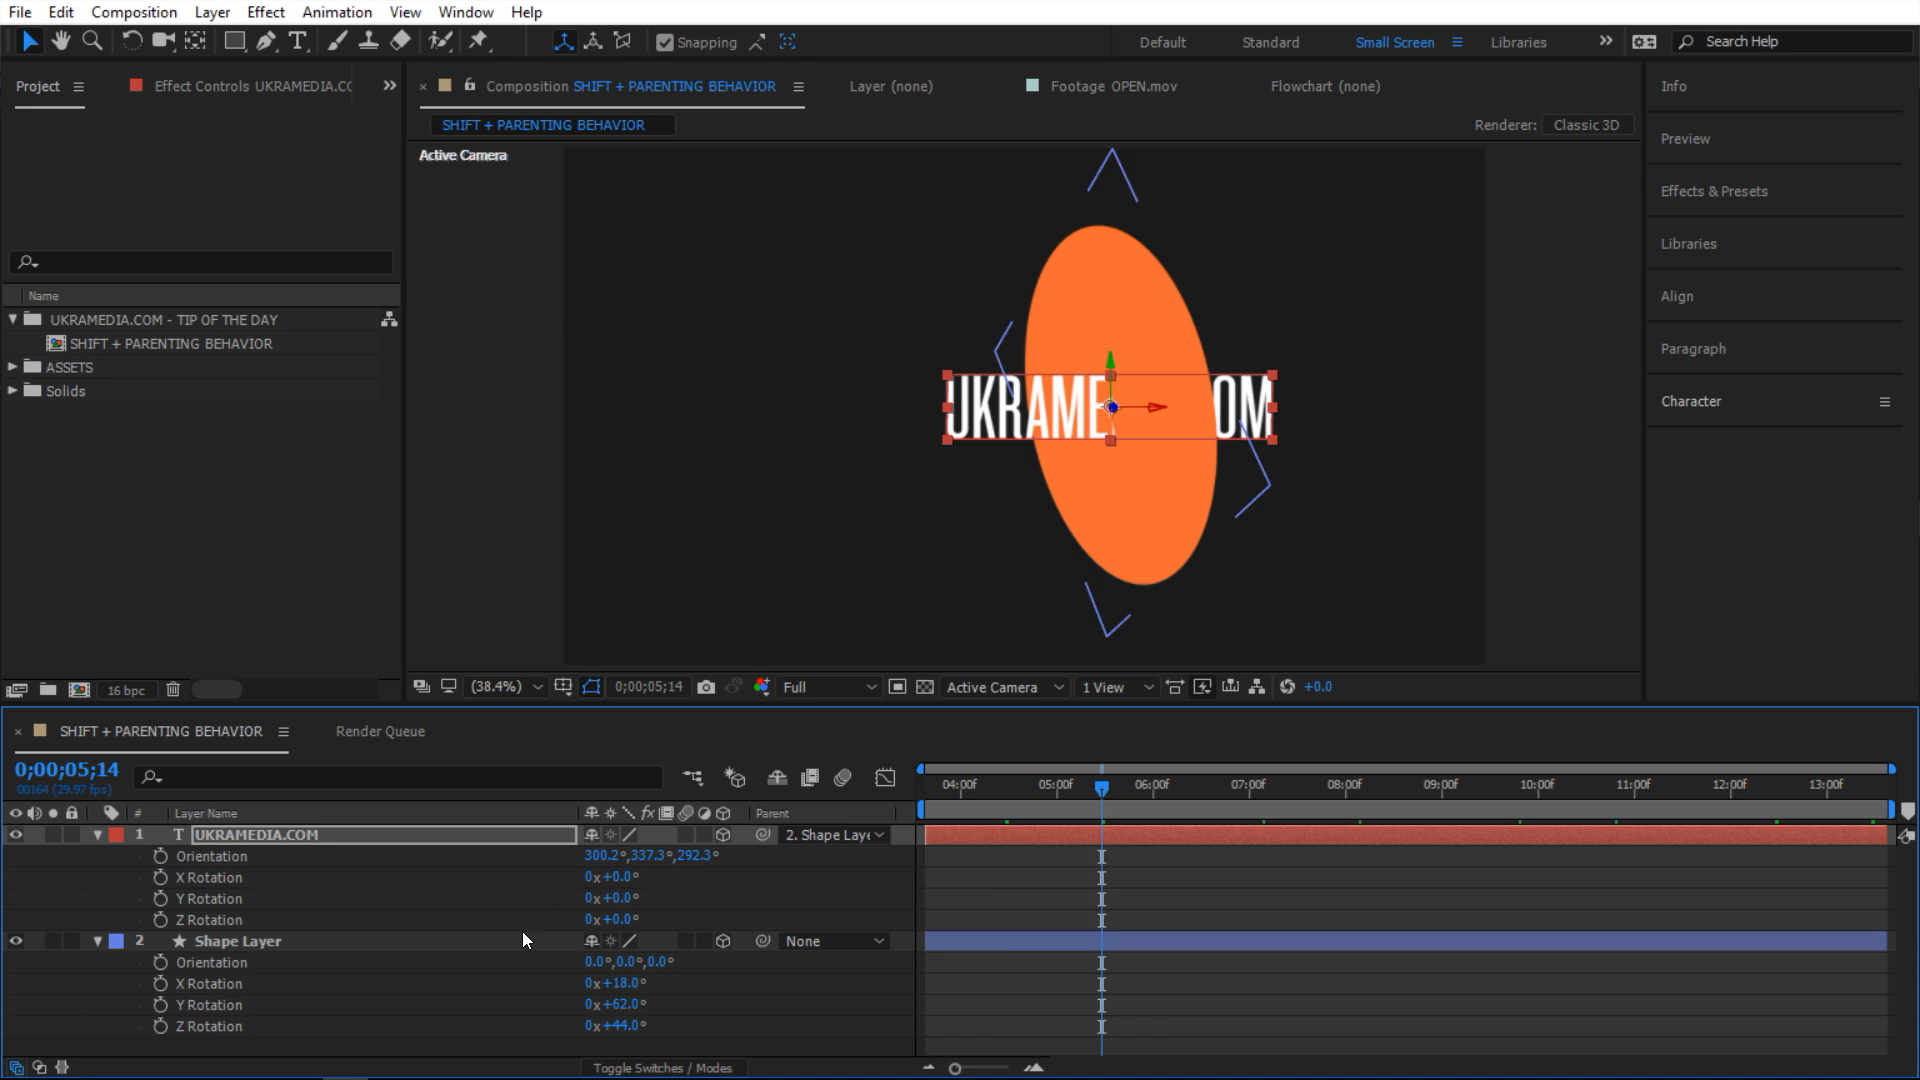 File Edit Composition Layer Effect Animation View Window Help
Snapping Default Standard Small Screen Libraries Search Help
Project Effect Controls UKRAMEDIA.CO
Composition SHIFT + PARENTING BEHAVIOR Layer (none) Footage OPEN.mov Flowchart (none)
SHIFT + PARENTING BEHAVIOR Renderer: Classic 3D
Active Camera
Info
Preview
Effects & Presets
Libraries
Align
Paragraph
Character
UKRAME OM
Name
UKRAMEDIA.COM - TIP OF THE DAY
SHIFT + PARENTING BEHAVIOR
ASSETS
Solids
16 bpc
(38.4%) 0;00;05;14 Full Active Camera 1 View +0.0
SHIFT + PARENTING BEHAVIOR Render Queue
0;00;05;14
00164 (29.97 fps)
04:00f 05:00f 06:00f 07:00f 08:00f 09:00f 10:00f 11:00f 12:00f 13:00f
# Layer Name fx Parent
1 T UKRAMEDIA.COM 2. Shape Laye
Orientation 300.2°,337.3°,292.3°
X Rotation 0x+0.0°
Y Rotation 0x+0.0°
Z Rotation 0x+0.0°
2 Shape Layer None
Orientation 0.0°,0.0°,0.0°
X Rotation 0x+18.0°
Y Rotation 0x+62.0°
Z Rotation 0x+44.0°
Toggle Switches / Modes